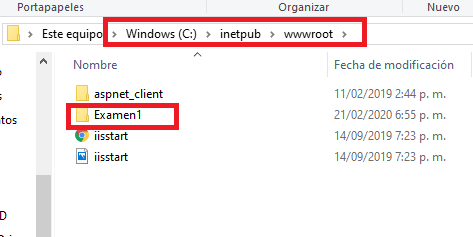 Portapapeles Organizar Nuevo
Este equipo > Windows (C:) > inetpub > wwwroot >
Nombre Fecha de modificación
aspnet_client 11/02/2019 2:44 p. m.
Examen1 21/02/2020 6:55 p. m.
iisstart 14/09/2019 7:23 p. m.
iisstart 14/09/2019 7:23 p. m.